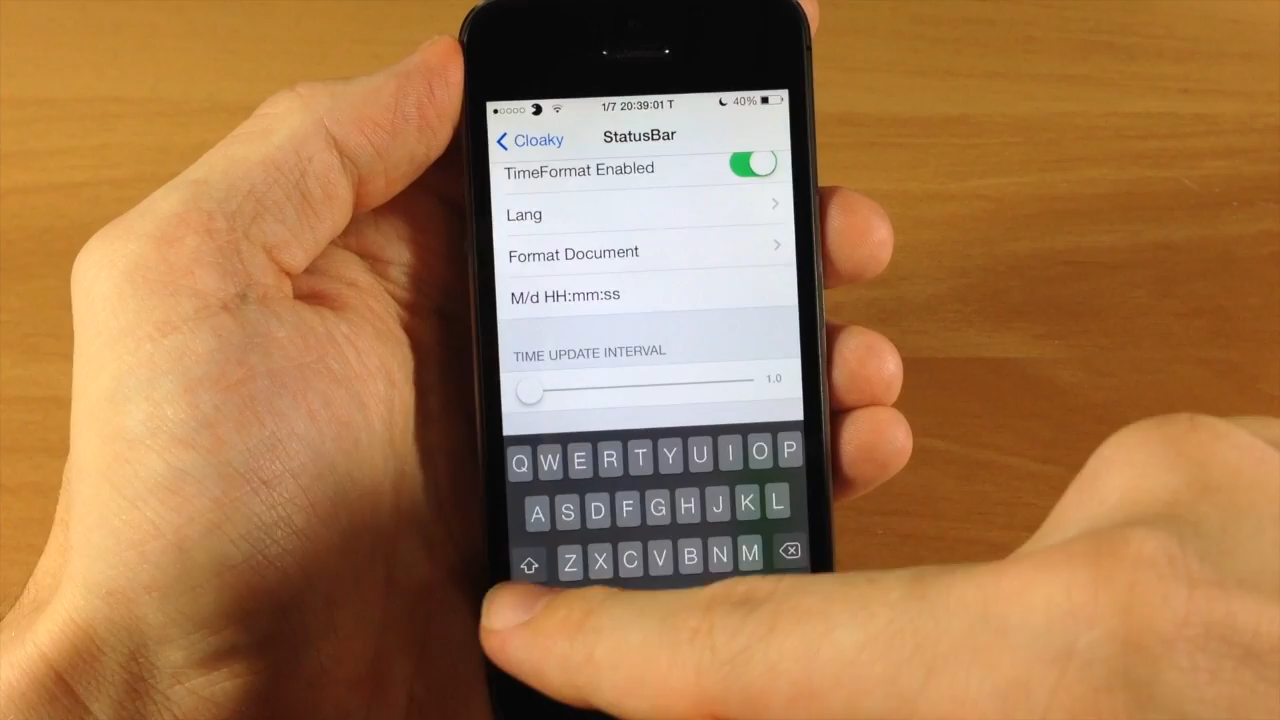 1/7 20:39:01 T 40%
Cloaky StatusBar
TimeFormat Enabled
Lang
Format Document
M/d HH:mm:ss
TIME UPDATE INTERVAL
1.0
Q W E R T Y U I O P
A S D F G H J K L
Z X C V B N M